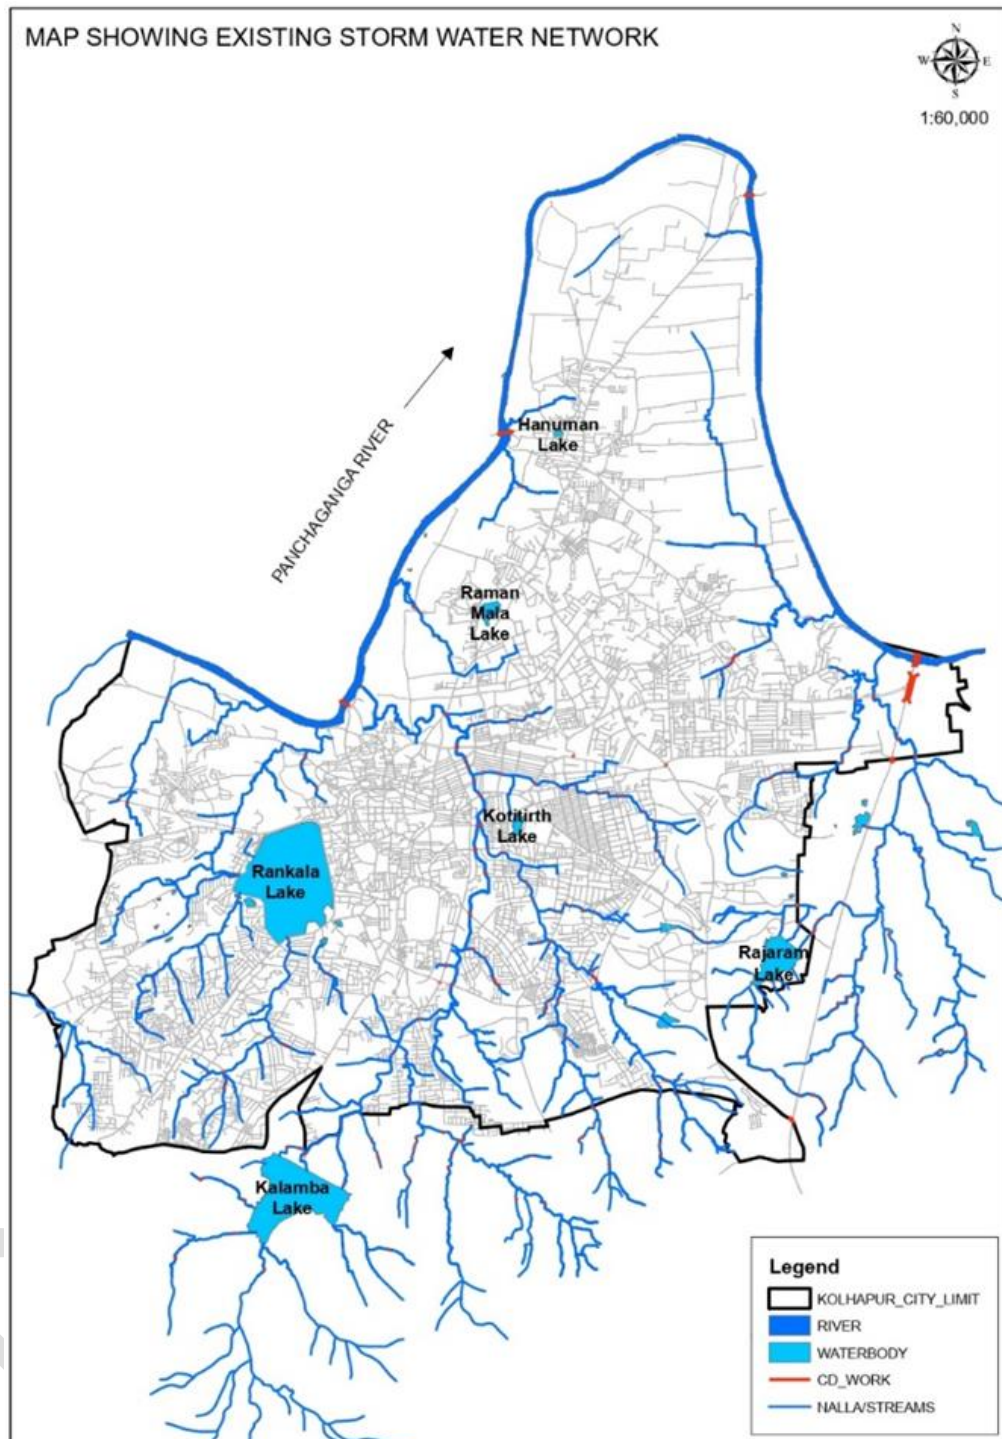 MAP SHOWING EXISTING STORM WATER NETWORK
N
W E
S
1:60,000
PANCHAGANGA RIVER
Hanuman
Lake
Raman
Mala
Lake
Kotitirth
Lake
Rankala
Lake
Rajaram
Lake
Kalamba
Lake
Legend
KOLHAPUR_CITY_LIMIT
RIVER
WATERBODY
CD_WORK
NALLA/STREAMS